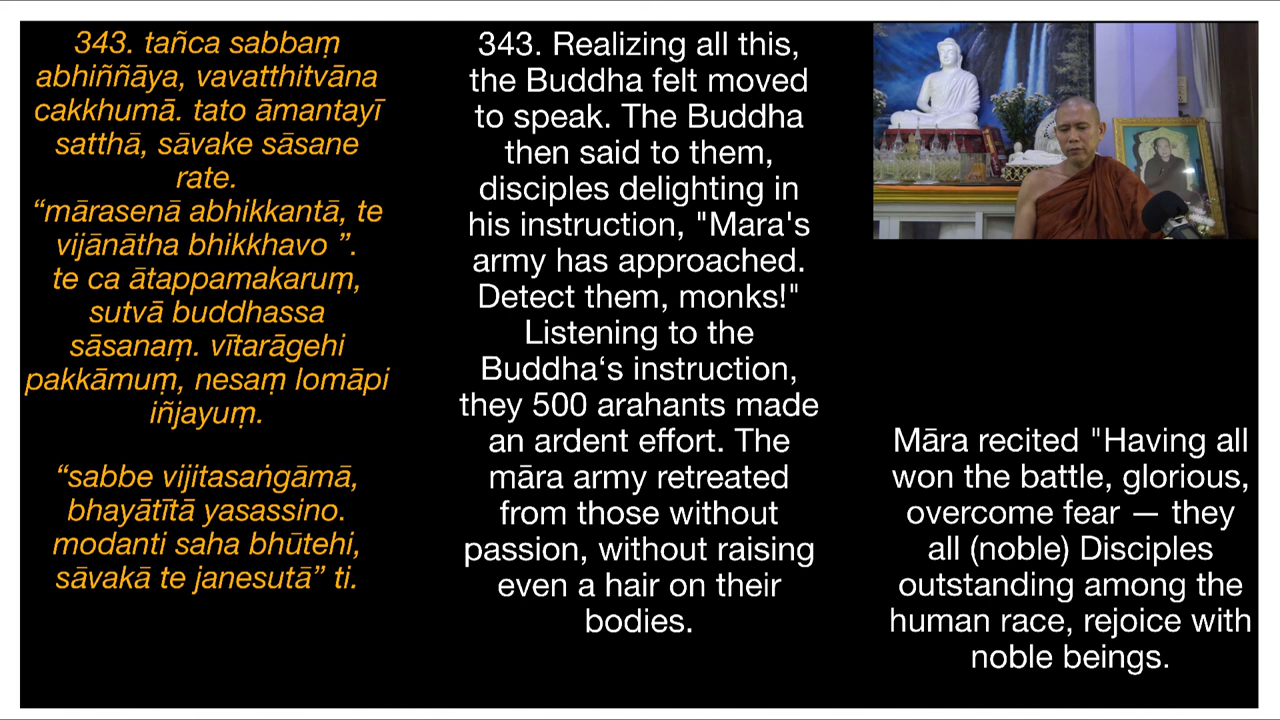 343. tañca sabbaṃ
abhiññāya, vavatthitvāna
cakkhumā. tato āmantayī
satthā, sāvake sāsane
rate.
“mārasenā abhikkantā, te
vijānātha bhikkhavo ”.
te ca ātappamakaruṃ,
sutvā buddhassa
sāsanaṃ. vītarāgehi
pakkāmuṃ, nesaṃ lomāpi
iñjayuṃ.
“sabbe vijitasaṅgāmā,
bhayātītā yasassino.
modanti saha bhūtehi,
sāvakā te janesutā” ti.
343. Realizing all this,
the Buddha felt moved
to speak. The Buddha
then said to them,
disciples delighting in
his instruction, "Mara's
army has approached.
Detect them, monks!"
Listening to the
Buddha‘s instruction,
they 500 arahants made
an ardent effort. The
māra army retreated
from those without
passion, without raising
even a hair on their
bodies.
Māra recited "Having all
won the battle, glorious,
overcome fear — they
all (noble) Disciples
outstanding among the
human race, rejoice with
noble beings.